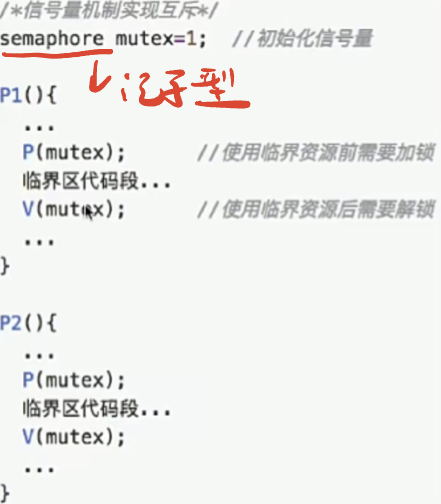 /*信号量机制实现互斥*/
semaphore mutex=1;  //初始化信号量
记录型
P1(){
...
P(mutex);  //使用临界资源前需要加锁
临界区代码段...
V(mutex);  //使用临界资源后需要解锁
...
}
P2(){
...
P(mutex);
临界区代码段...
V(mutex);
...
}